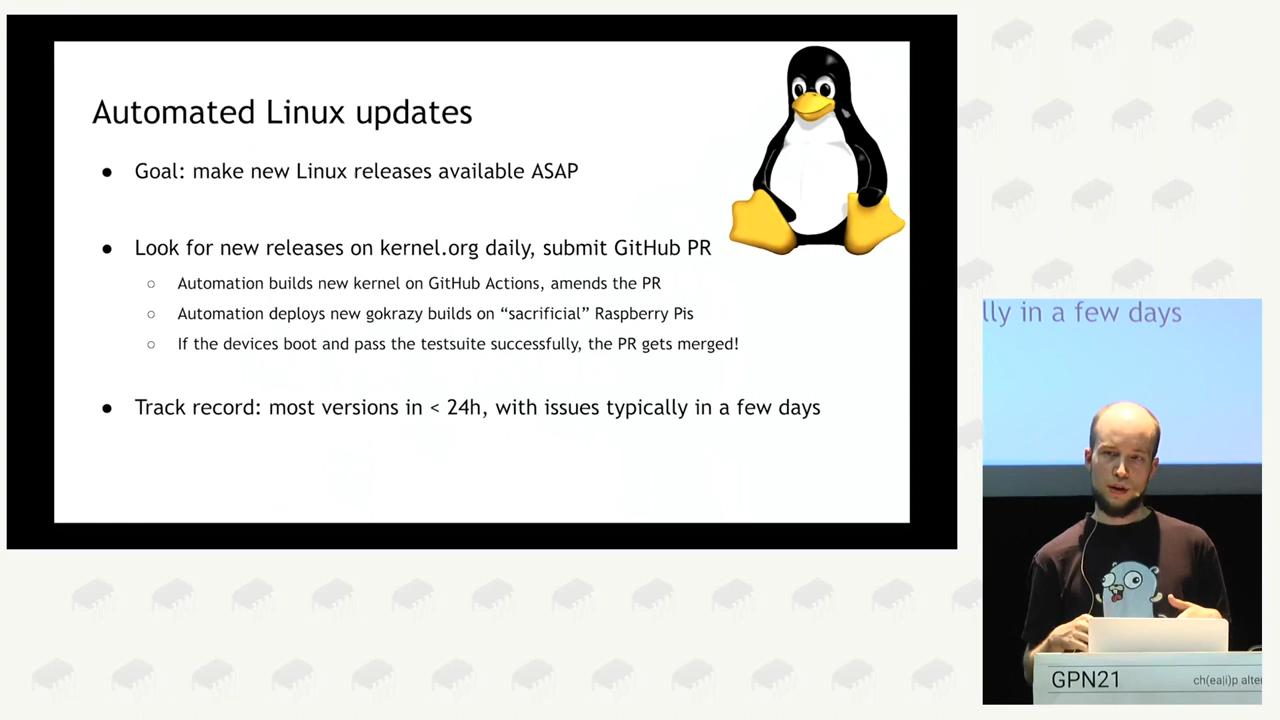 Automated Linux updates
● Goal: make new Linux releases available ASAP
● Look for new releases on kernel.org daily, submit GitHub PR
○ Automation builds new kernel on GitHub Actions, amends the PR
○ Automation deploys new gokrazy builds on “sacrificial” Raspberry Pis
○ If the devices boot and pass the testsuite successfully, the PR gets merged!
● Track record: most versions in < 24h, with issues typically in a few days
lly in a few days
GPN21
ch(ea|i)p alter